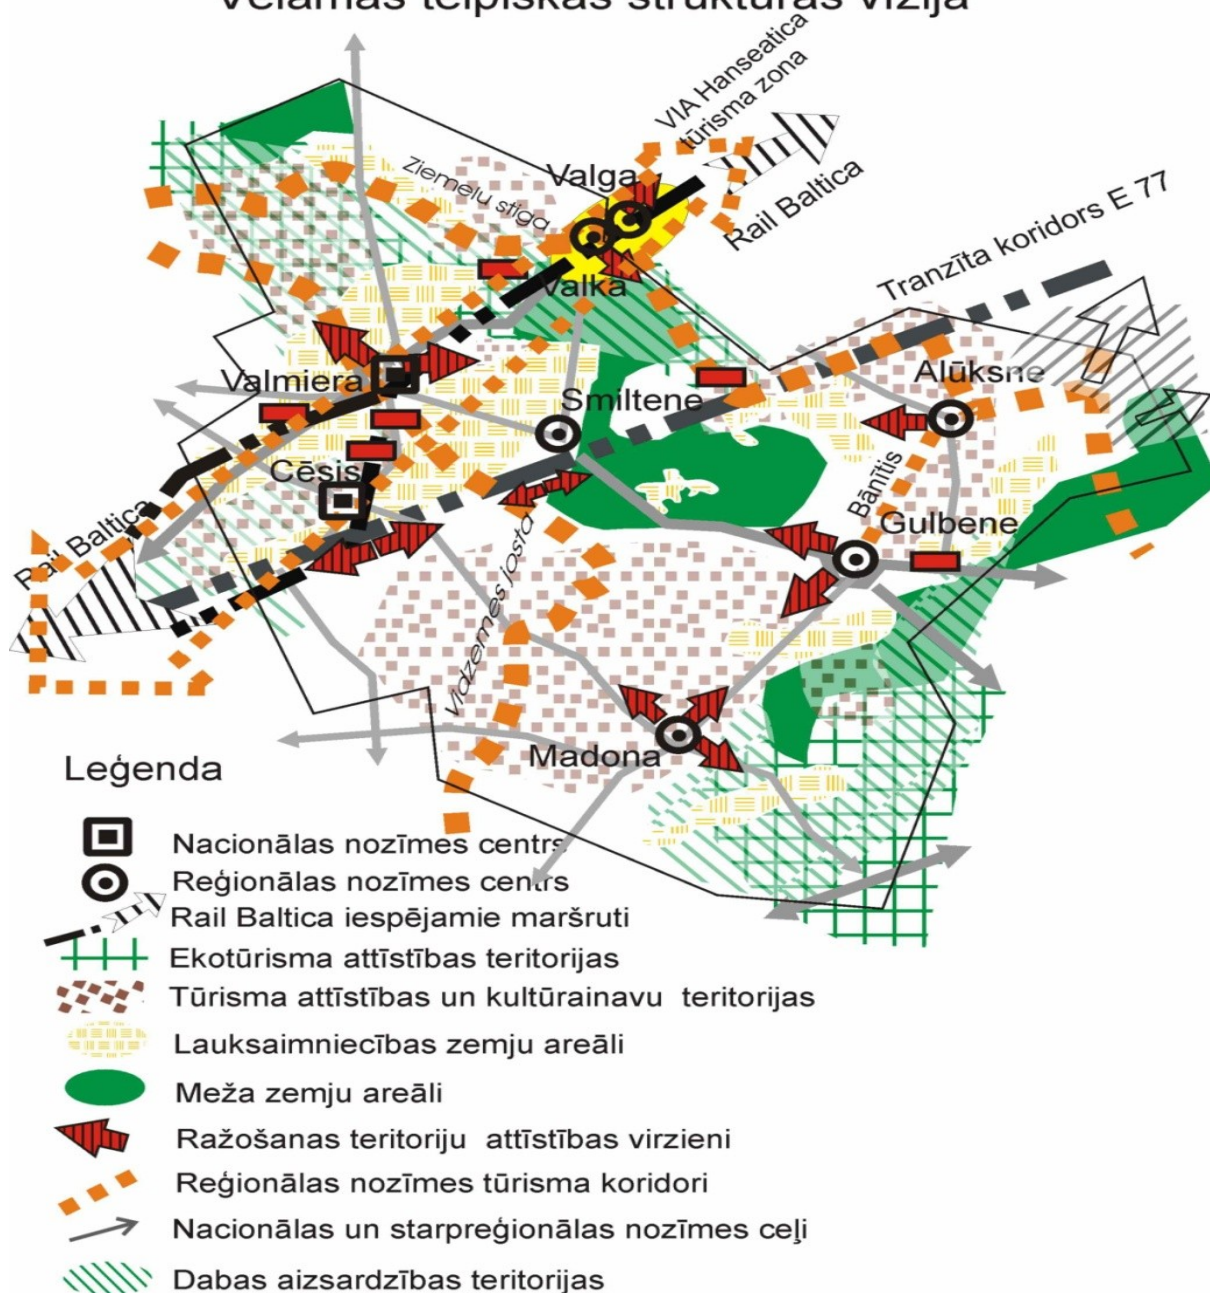 Vēlamās telpiskās struktūras vīzija
VIA Hanseatica
tūrisma zona
Ziemeļu stīga
Valga
Rail Baltica
Tranzīta koridors E 77
Valka
Valmiera
Smiltene
Alūksne
Cēsis
Bānītis
Gulbene
Rail Baltica
Vidzemes josta
Madona
Leģenda
Nacionālas nozīmes centrs
Reģionālas nozīmes centrs
Rail Baltica iespējamie maršruti
Ekotūrisma attīstības teritorijas
Tūrisma attīstības un kultūrainavu teritorijas
Lauksaimniecības zemju areāli
Meža zemju areāli
Ražošanas teritoriju attīstības virzieni
Reģionālas nozīmes tūrisma koridori
Nacionālas un starpreģionālas nozīmes ceļi
Dabas aizsardzības teritorijas